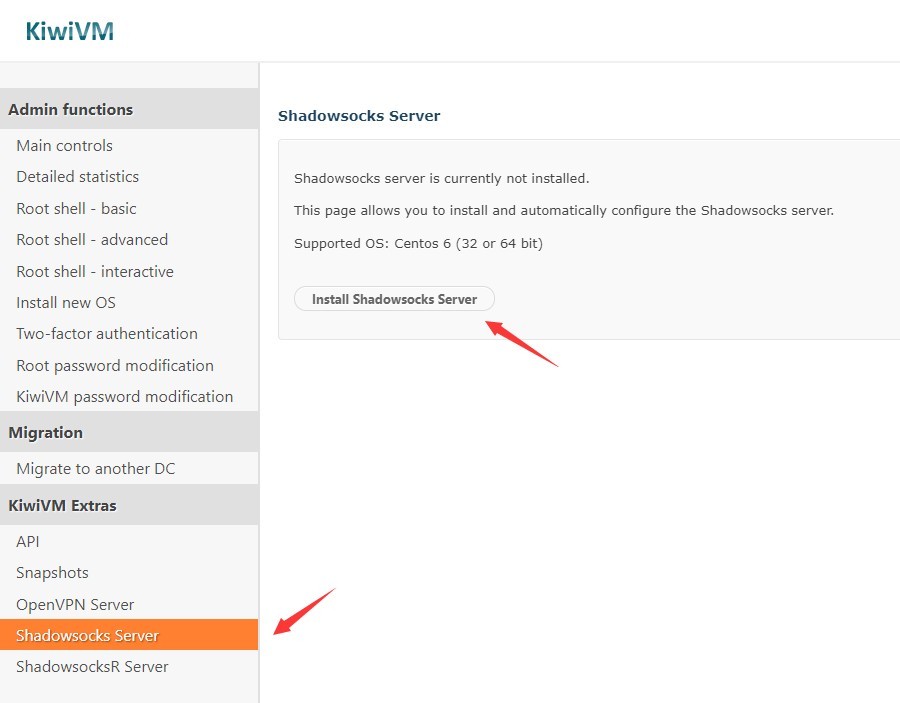 KiwiVM
Admin functions
Main controls
Detailed statistics
Root shell - basic
Root shell - advanced
Root shell - interactive
Install new OS
Two-factor authentication
Root password modification
KiwiVM password modification
Migration
Migrate to another DC
KiwiVM Extras
API
Snapshots
OpenVPN Server
Shadowsocks Server
ShadowsocksR Server
Shadowsocks Server
Shadowsocks server is currently not installed.
This page allows you to install and automatically configure the Shadowsocks server.
Supported OS: Centos 6 (32 or 64 bit)
Install Shadowsocks Server